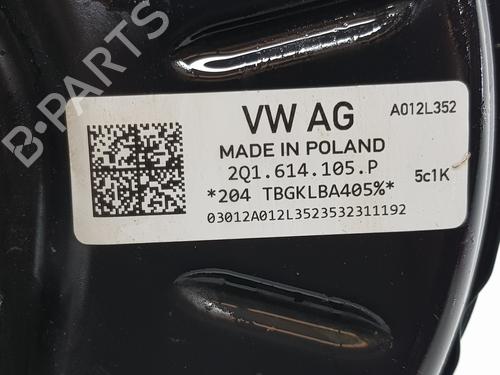 B-PARTS
VW AG
A012L352
MADE IN POLAND
2Q1.614.105.P
*204 TBGKLBA405%*
5c1K
03012A012L3523532311192